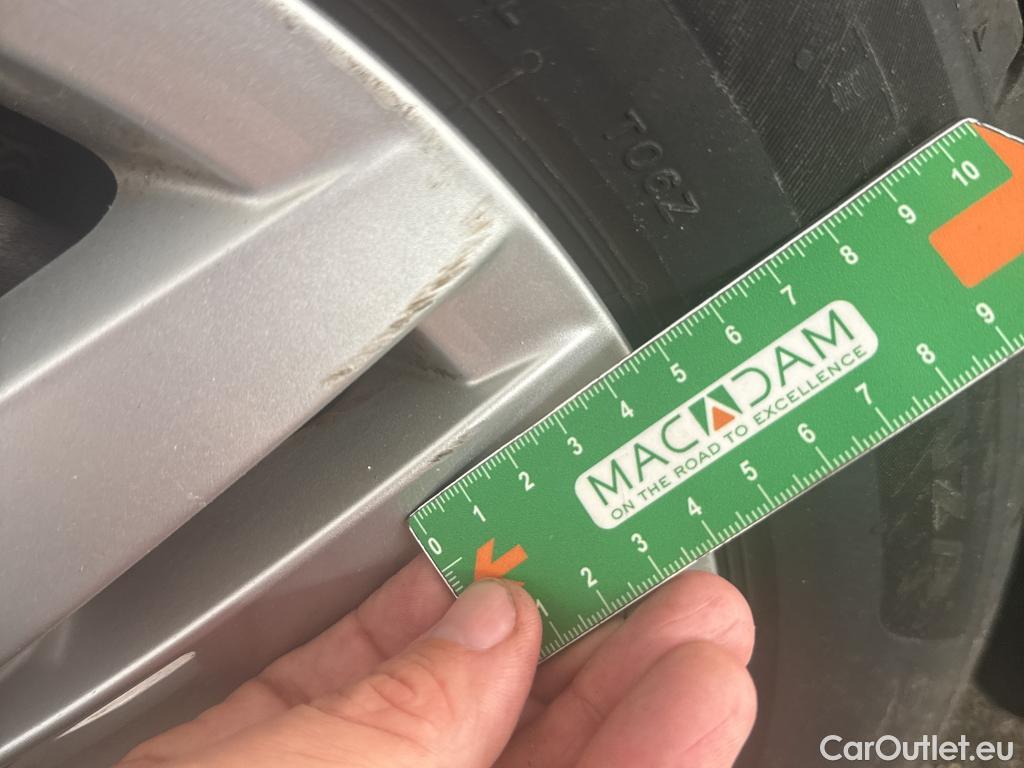 T06Z
1 2 3 4 5 6 7 8 9 10
MACADAM
ON THE ROAD TO EXCELLENCE
0
1 2 3 4 5 6 7 8 9
CarOutlet.eu